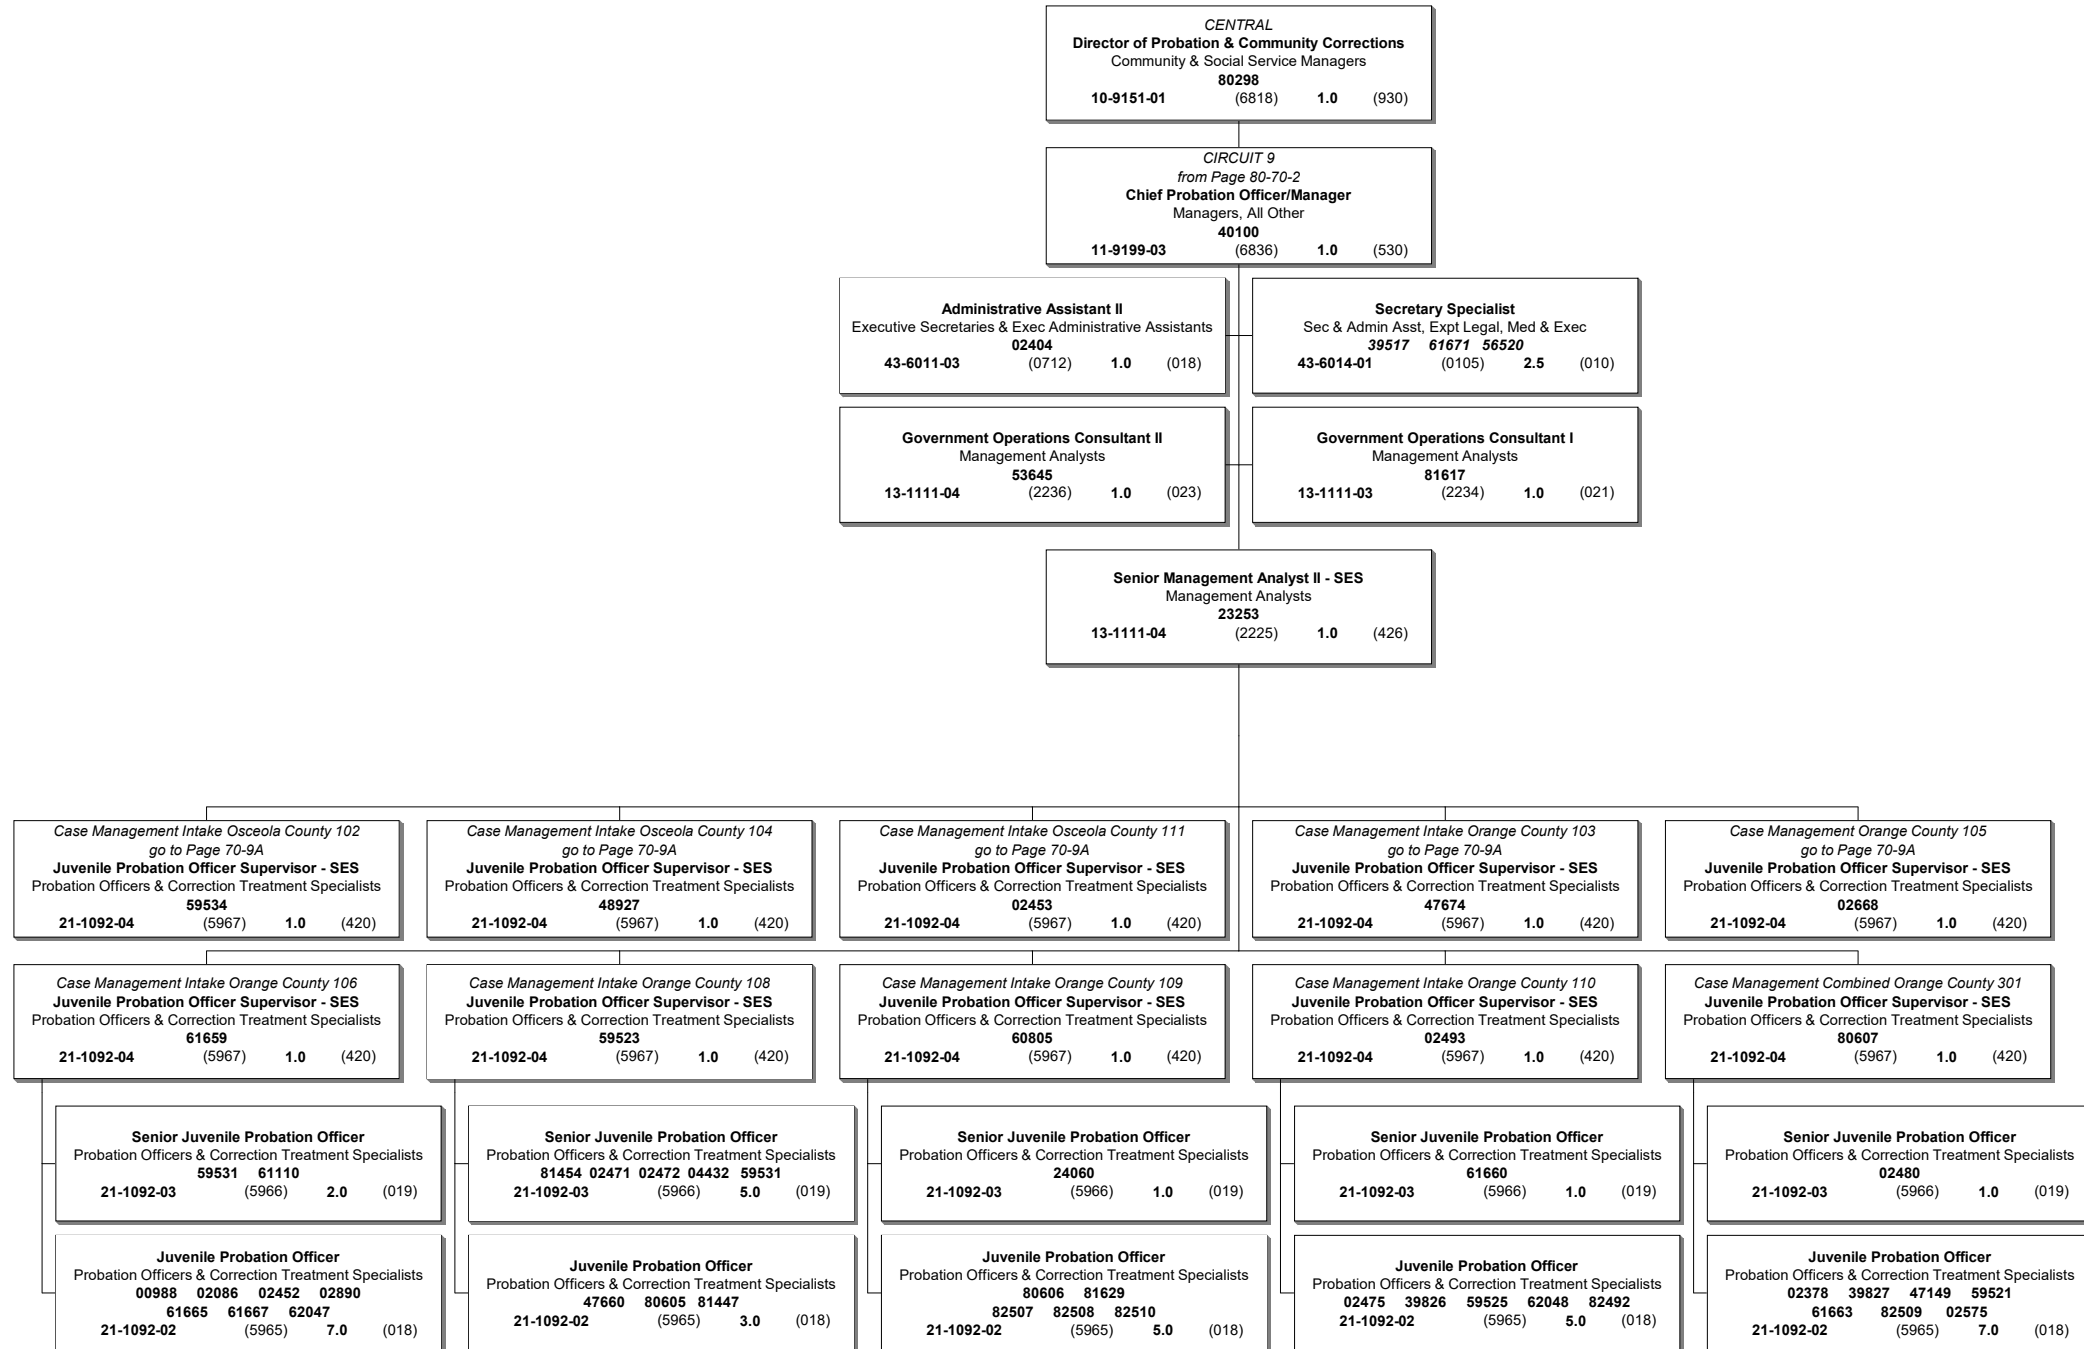 CENTRAL
Director of Probation & Community Corrections
Community & Social Service Managers
80298
10-9151-01 (6818) 1.0 (930)
CIRCUIT 9
from Page 80-70-2
Chief Probation Officer/Manager
Managers, All Other
40100
11-9199-03 (6836) 1.0 (530)
Administrative Assistant II
Executive Secretaries & Exec Administrative Assistants
02404
43-6011-03 (0712) 1.0 (018)
Secretary Specialist
Sec & Admin Asst, Expt Legal, Med & Exec
39517 61671 56520
43-6014-01 (0105) 2.5 (010)
Government Operations Consultant II
Management Analysts
53645
13-1111-04 (2236) 1.0 (023)
Government Operations Consultant I
Management Analysts
81617
13-1111-03 (2234) 1.0 (021)
Senior Management Analyst II - SES
Management Analysts
23253
13-1111-04 (2225) 1.0 (426)
Case Management Intake Osceola County 102
go to Page 70-9A
Juvenile Probation Officer Supervisor - SES
Probation Officers & Correction Treatment Specialists
59534
21-1092-04 (5967) 1.0 (420)
Case Management Intake Osceola County 104
go to Page 70-9A
Juvenile Probation Officer Supervisor - SES
Probation Officers & Correction Treatment Specialists
48927
21-1092-04 (5967) 1.0 (420)
Case Management Intake Osceola County 111
go to Page 70-9A
Juvenile Probation Officer Supervisor - SES
Probation Officers & Correction Treatment Specialists
02453
21-1092-04 (5967) 1.0 (420)
Case Management Intake Orange County 103
go to Page 70-9A
Juvenile Probation Officer Supervisor - SES
Probation Officers & Correction Treatment Specialists
47674
21-1092-04 (5967) 1.0 (420)
Case Management Orange County 105
go to Page 70-9A
Juvenile Probation Officer Supervisor - SES
Probation Officers & Correction Treatment Specialists
02668
21-1092-04 (5967) 1.0 (420)
Case Management Intake Orange County 106
Juvenile Probation Officer Supervisor - SES
Probation Officers & Correction Treatment Specialists
61659
21-1092-04 (5967) 1.0 (420)
Case Management Intake Orange County 108
Juvenile Probation Officer Supervisor - SES
Probation Officers & Correction Treatment Specialists
59523
21-1092-04 (5967) 1.0 (420)
Case Management Intake Orange County 109
Juvenile Probation Officer Supervisor - SES
Probation Officers & Correction Treatment Specialists
60805
21-1092-04 (5967) 1.0 (420)
Case Management Intake Orange County 110
Juvenile Probation Officer Supervisor - SES
Probation Officers & Correction Treatment Specialists
02493
21-1092-04 (5967) 1.0 (420)
Case Management Combined Orange County 301
Juvenile Probation Officer Supervisor - SES
Probation Officers & Correction Treatment Specialists
80607
21-1092-04 (5967) 1.0 (420)
Senior Juvenile Probation Officer
Probation Officers & Correction Treatment Specialists
59531 61110
21-1092-03 (5966) 2.0 (019)
Senior Juvenile Probation Officer
Probation Officers & Correction Treatment Specialists
81454 02471 02472 04432 59531
21-1092-03 (5966) 5.0 (019)
Senior Juvenile Probation Officer
Probation Officers & Correction Treatment Specialists
24060
21-1092-03 (5966) 1.0 (019)
Senior Juvenile Probation Officer
Probation Officers & Correction Treatment Specialists
61660
21-1092-03 (5966) 1.0 (019)
Senior Juvenile Probation Officer
Probation Officers & Correction Treatment Specialists
02480
21-1092-03 (5966) 1.0 (019)
Juvenile Probation Officer
Probation Officers & Correction Treatment Specialists
00988 02086 02452 02890
61665 61667 62047
21-1092-02 (5965) 7.0 (018)
Juvenile Probation Officer
Probation Officers & Correction Treatment Specialists
47660 80605 81447
21-1092-02 (5965) 3.0 (018)
Juvenile Probation Officer
Probation Officers & Correction Treatment Specialists
80606 81629
82507 82508 82510
21-1092-02 (5965) 5.0 (018)
Juvenile Probation Officer
Probation Officers & Correction Treatment Specialists
02475 39826 59525 62048 82492
21-1092-02 (5965) 5.0 (018)
Juvenile Probation Officer
Probation Officers & Correction Treatment Specialists
02378 39827 47149 59521
61663 82509 02575
21-1092-02 (5965) 7.0 (018)